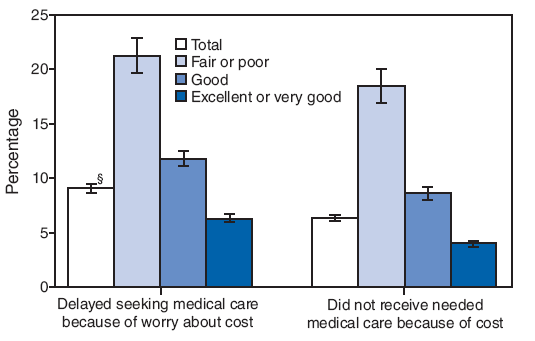 25
20
15
10
5
0
Percentage
Total
Fair or poor
Good
Excellent or very good
§
Delayed seeking medical care
because of worry about cost
Did not receive needed
medical care because of cost